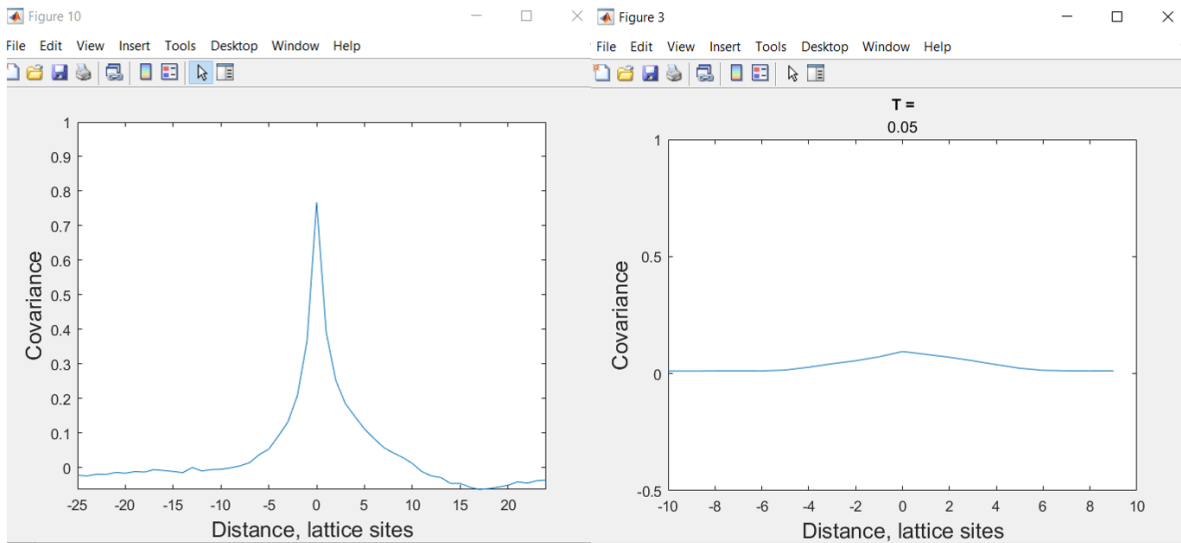 Figure 10
File Edit View Insert Tools Desktop Window Help
1
0.9
0.8
0.7
0.6
0.5
0.4
0.3
0.2
0.1
0
Covariance
-25 -20 -15 -10 -5 0 5 10 15 20
Distance, lattice sites
Figure 3
File Edit View Insert Tools Desktop Window Help
T =
0.05
1
0.5
0
-0.5
Covariance
-10 -8 -6 -4 -2 0 2 4 6 8 10
Distance, lattice sites